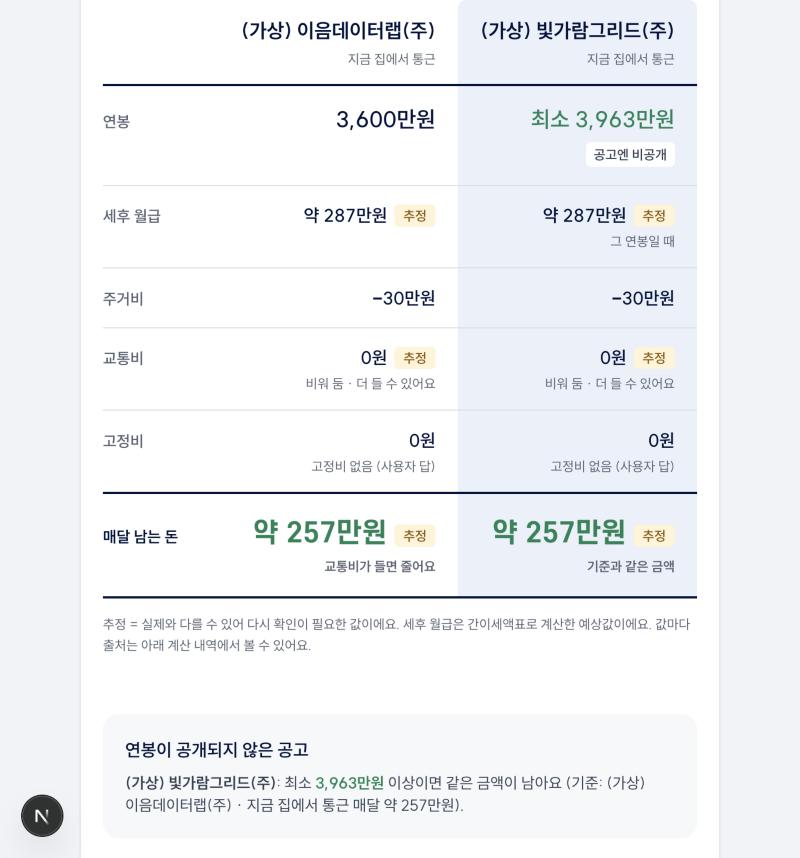 (가상) 이음데이터랩(주) (가상) 빛가람그리드(주)
지금 집에서 통근 지금 집에서 통근
연봉 3,600만원 최소 3,963만원
공고엔 비공개
세후 월급 약 287만원 추정 약 287만원 추정
그 연봉일 때
주거비 −30만원 −30만원
교통비 0원 추정 0원 추정
비워 둠 · 더 들 수 있어요 비워 둠 · 더 들 수 있어요
고정비 0원 0원
고정비 없음 (사용자 답) 고정비 없음 (사용자 답)
매달 남는 돈 약 257만원 추정 약 257만원 추정
교통비가 들면 줄어요 기준과 같은 금액
추정 = 실제와 다를 수 있어 다시 확인이 필요한 값이에요. 세후 월급은 간이세액표로 계산한 예상값이에요. 값마다
출처는 아래 계산 내역에서 볼 수 있어요.
연봉이 공개되지 않은 공고
(가상) 빛가람그리드(주): 최소 3,963만원 이상이면 같은 금액이 남아요 (기준: (가상)
이음데이터랩(주) · 지금 집에서 통근 매달 약 257만원).
N